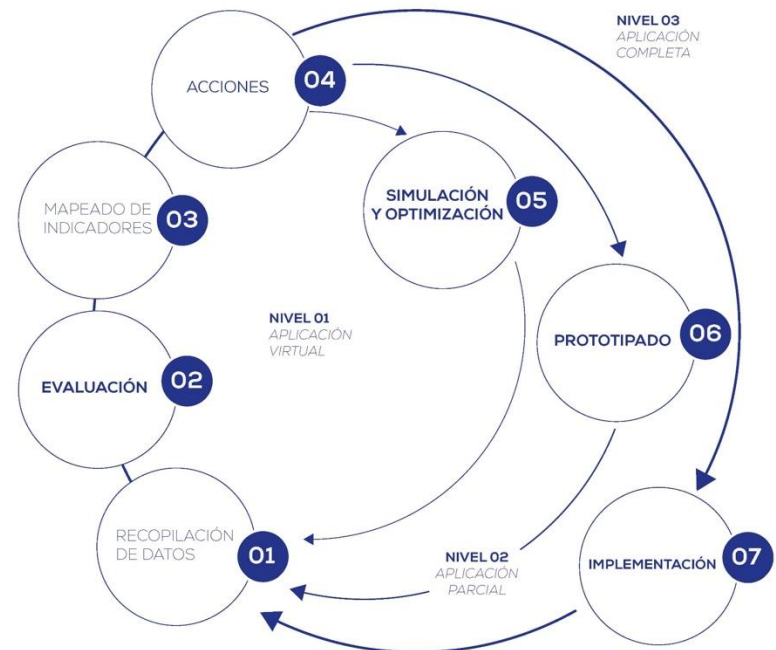 NIVEL 03
APLICACIÓN
COMPLETA
ACCIONES
04
SIMULACIÓN
Y OPTIMIZACIÓN
05
MAPEADO DE
INDICADORES
03
NIVEL 01
APLICACIÓN
VIRTUAL
PROTOTIPADO
06
EVALUACIÓN
02
RECOPILACIÓN
DE DATOS
01
NIVEL 02
APLICACIÓN
PARCIAL
IMPLEMENTACIÓN
07